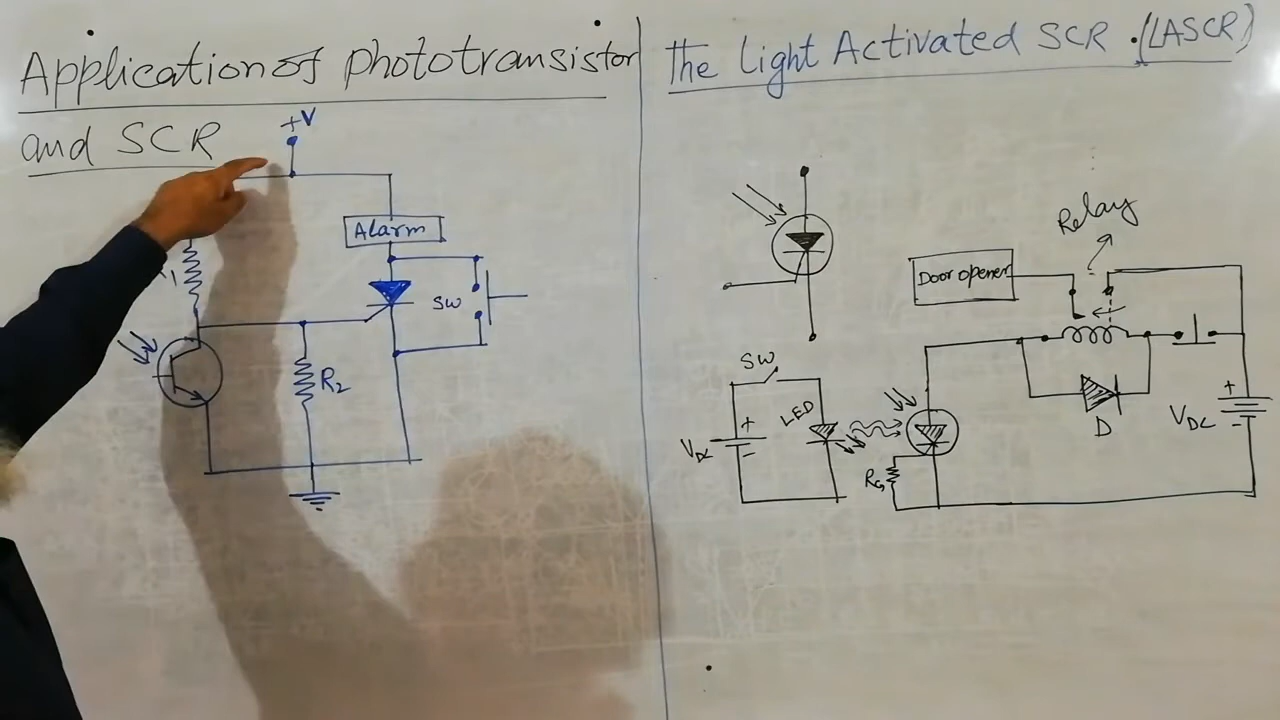 Application of phototransistor
and SCR
+V
Alarm
SW
R2
The Light Activated SCR. (LASCR)
Relay
Door opener
SW
LED
+
VDC
-
RG
D
+
VDC
-